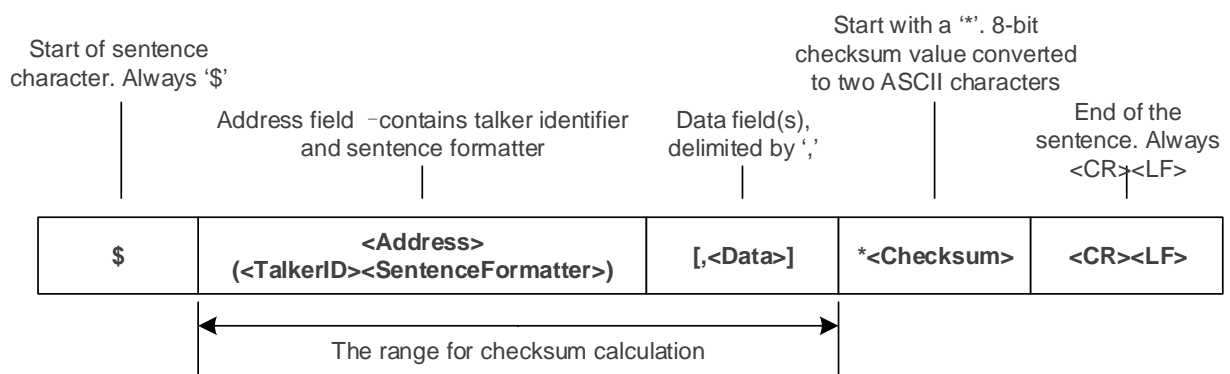 Start of sentence
character. Always ‘$’
Address field –contains talker identifier
and sentence formatter
Data field(s),
delimited by ‘,’
Start with a ‘*’. 8-bit
checksum value converted
to two ASCII characters
End of the
sentence. Always
<CR><LF>
$
<Address>
(<TalkerID><SentenceFormatter>)
[,<Data>]
*<Checksum>
<CR><LF>
The range for checksum calculation